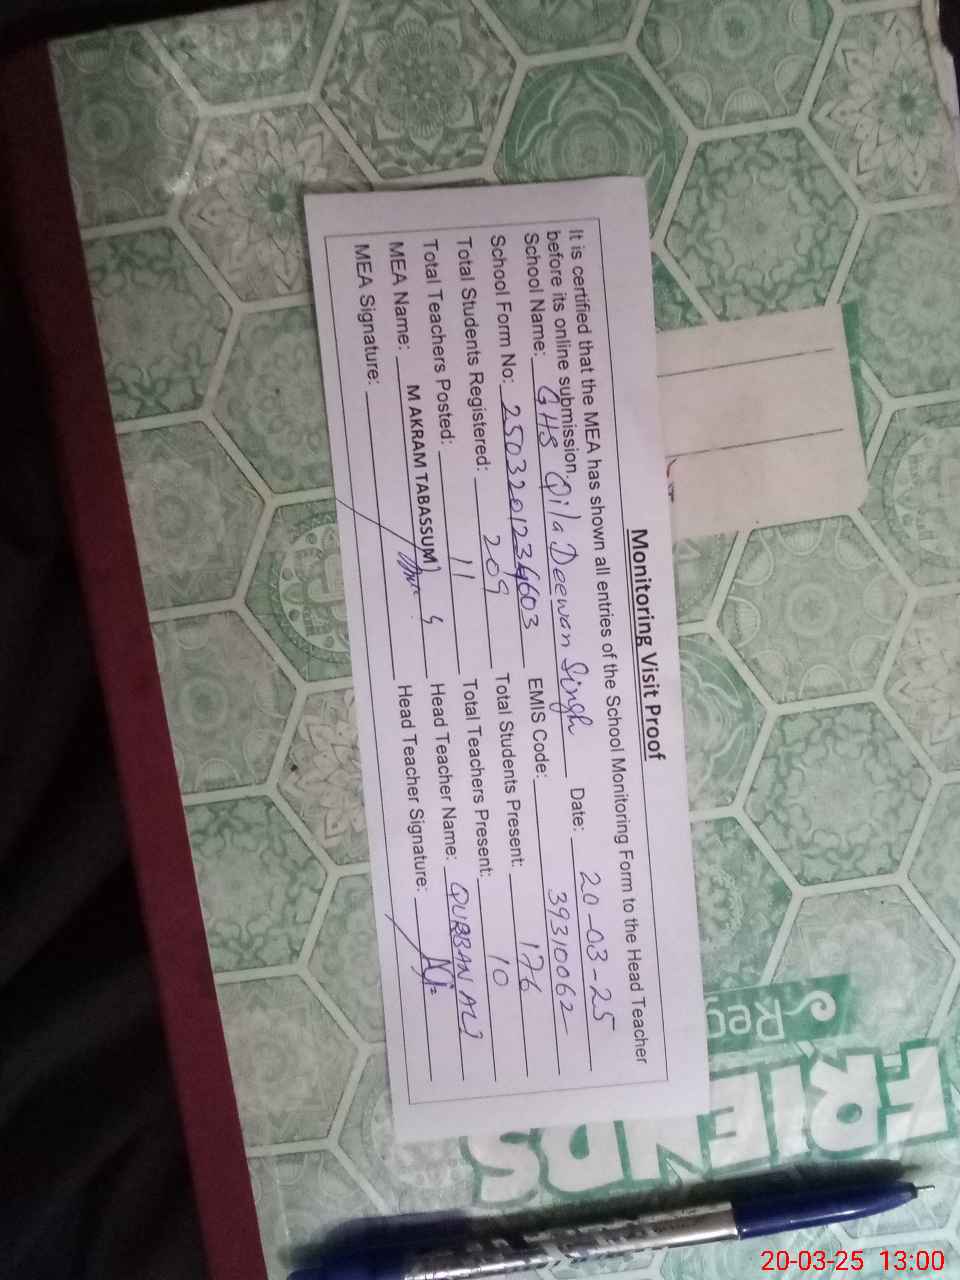 Monitoring Visit Proof
It is certified that the MEA has shown all entries of the School Monitoring Form to the Head Teacher
before its online submission.
School Name: GHS Qila Deewan Singh Date: 20-03-25
School Form No: 2503201234603 EMIS Code: 39310062
Total Students Registered: 209 Total Students Present: 176
Total Teachers Posted: 11 Total Teachers Present: 10
MEA Name: M AKRAM TABASSUM Head Teacher Name: QURBAN ALI
MEA Signature: Head Teacher Signature:
FRIENDS
Reg
20-03-25 13:00